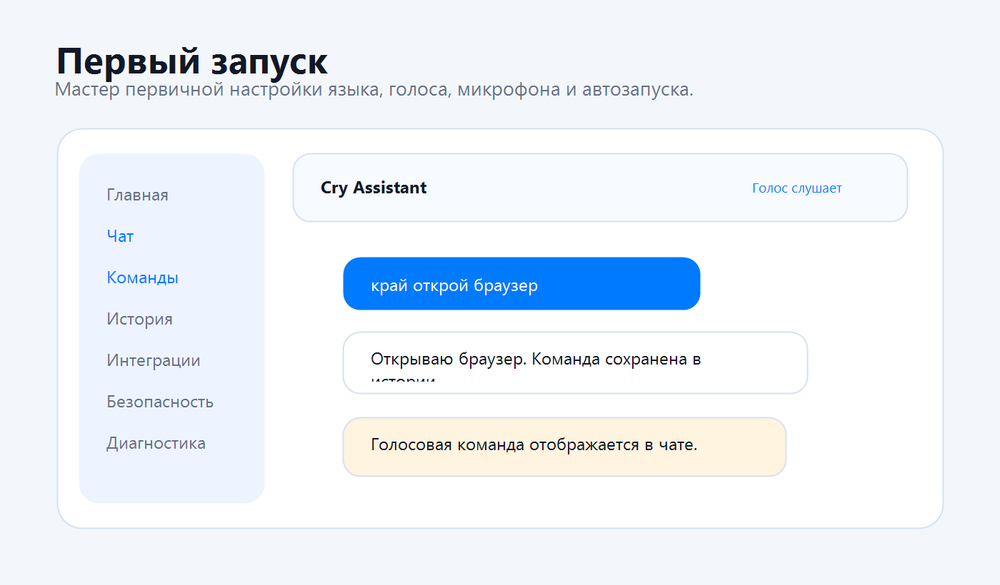 Первый запуск
Мастер первичной настройки языка, голоса, микрофона и автозапуска.
Главная
Чат
Команды
История
Интеграции
Безопасность
Диагностика
Cry Assistant
Голос слушает
край открой браузер
Открываю браузер. Команда сохранена в
истории.
Голосовая команда отображается в чате.